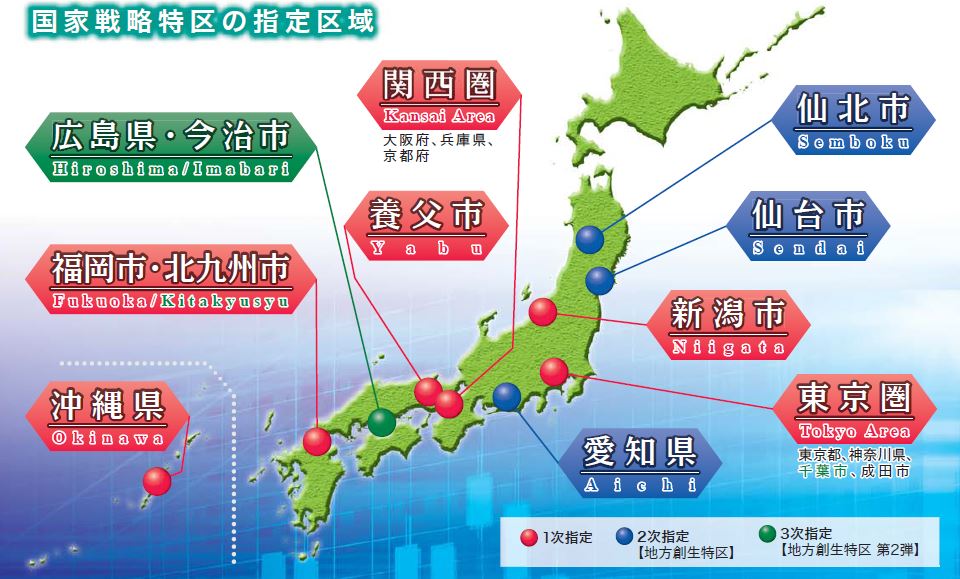 国家戦略特区の指定区域
関西圏
Kansai Area
大阪府、兵庫県、
京都府
仙北市
Semboku
広島県・今治市
Hiroshima/Imabari
養父市
Yabu
仙台市
Sendai
福岡市・北九州市
Fukuoka/Kitakyusyu
新潟市
Niigata
沖縄県
Okinawa
東京圏
Tokyo Area
東京都、神奈川県、
千葉市、成田市
愛知県
Aichi
1次指定
2次指定
【地方創生特区】
3次指定
【地方創生特区 第2弾】